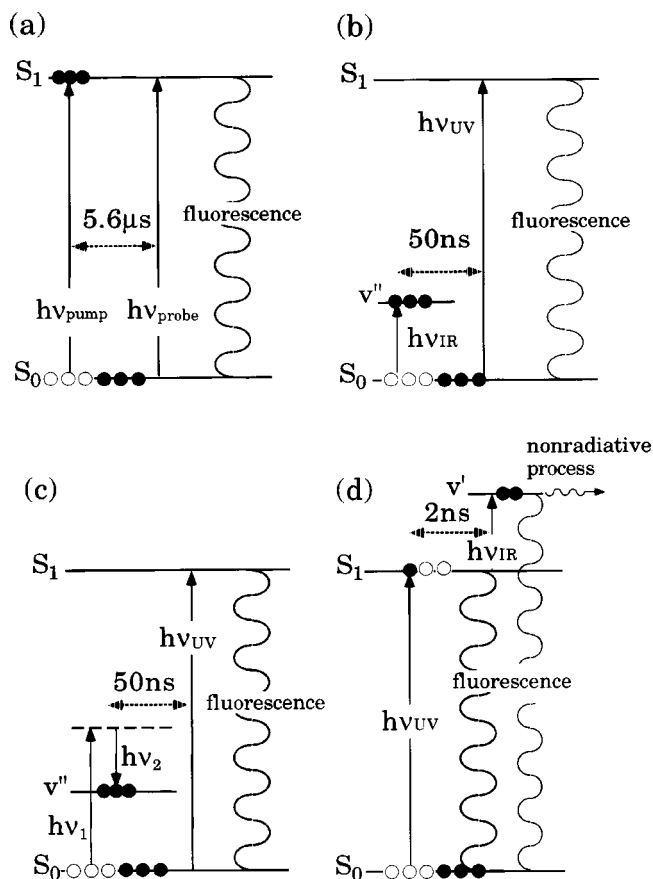 (a)
S1
5.6μs
fluorescence
hνpump
hνprobe
S0
(b)
S1
hνUV
fluorescence
50ns
v"
hνIR
S0
(c)
S1
hνUV
50ns
fluorescence
hν2
v"
hν1
S0
(d)
nonradiative
process
v'
2ns
hνIR
S1
fluorescence
hνUV
S0